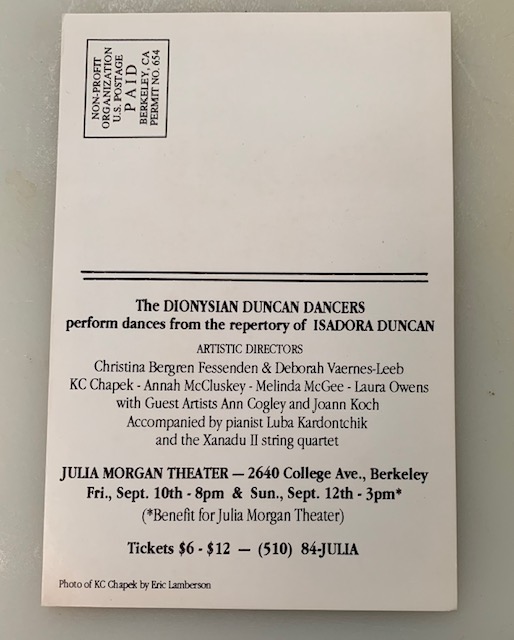 NON-PROFIT
ORGANIZATION
U.S. POSTAGE
PAID
BERKELEY, CA
PERMIT NO. 654
The DIONYSIAN DUNCAN DANCERS
perform dances from the repertory of ISADORA DUNCAN
ARTISTIC DIRECTORS
Christina Bergren Fessenden & Deborah Vaernes-Leeb
KC Chapek - Annah McCluskey - Melinda McGee - Laura Owens
with Guest Artists Ann Cogley and Joann Koch
Accompanied by pianist Luba Kardontchik
and the Xanadu II string quartet
JULIA MORGAN THEATER — 2640 College Ave., Berkeley
Fri., Sept. 10th - 8pm & Sun., Sept. 12th - 3pm*
(*Benefit for Julia Morgan Theater)
Tickets $6 - $12 — (510) 84-JULIA
Photo of KC Chapek by Eric Lamberson